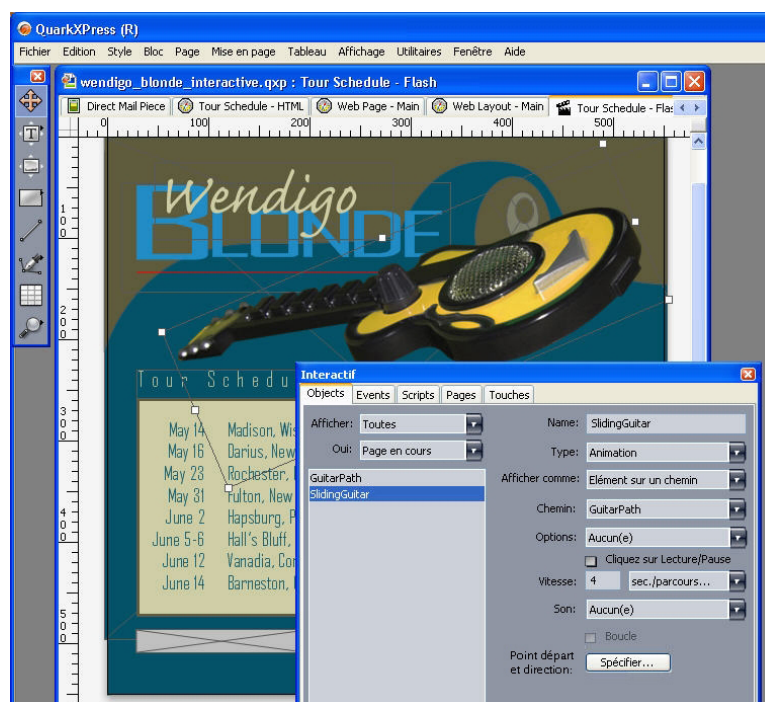 QuarkXPress (R)
Fichier Edition Style Bloc Page Mise en page Tableau Affichage Utilitaires Fenêtre Aide
wendigo_blonde_interactive.qxp : Tour Schedule - Flash
Direct Mail Piece Tour Schedule - HTML Web Page - Main Web Layout - Main Tour Schedule - Flas
0 100 200 300 400 500
100
200
300
400
500
Wendigo
BLONDE
Tour Schedu
May 14 Madison, Wis
May 16 Darius, New
May 23 Rochester,
May 31 Fulton, New
June 2 Hapsburg, P
June 5-6 Hall's Bluff,
June 12 Vanadia, Cor
June 14 Barneston,
Interactif
Objects Events Scripts Pages Touches
Afficher: Toutes
Oui: Page en cours
GuitarPath
SlidingGuitar
Name: SlidingGuitar
Type: Animation
Afficher comme: Elément sur un chemin
Chemin: GuitarPath
Options: Aucun(e)
Cliquez sur Lecture/Pause
Vitesse: 4 sec./parcours...
Son: Aucun(e)
Boucle
Point départ
et direction: Spécifier...